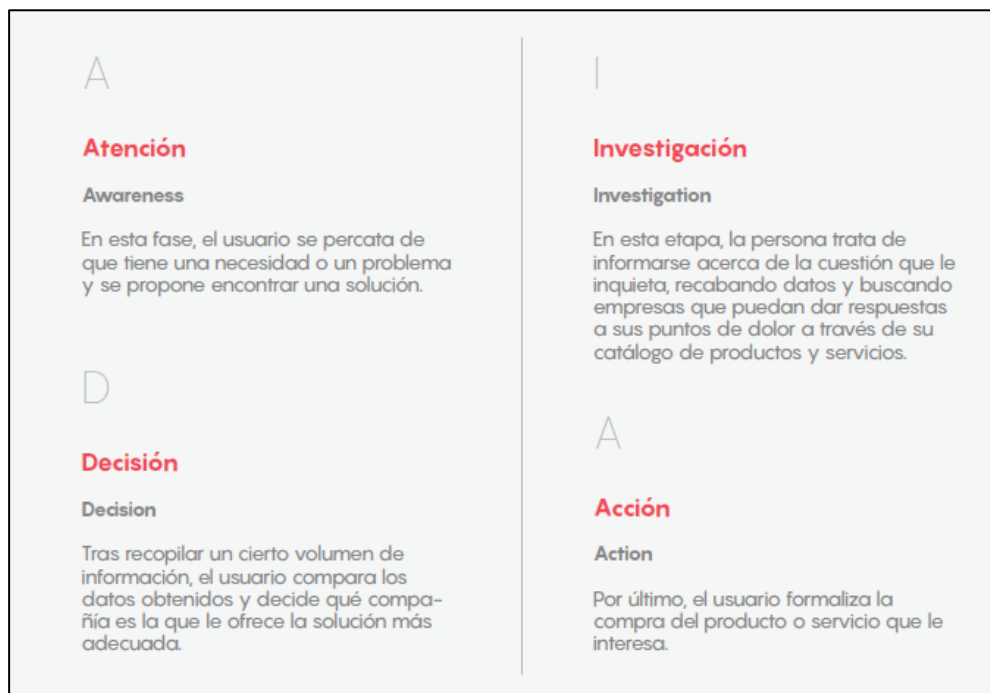 A
Atención
Awareness
En esta fase, el usuario se percata de
que tiene una necesidad o un problema
y se propone encontrar una solución.
I
Investigación
Investigation
En esta etapa, la persona trata de
informarse acerca de la cuestión que le
inquieta, recabando datos y buscando
empresas que puedan dar respuestas
a sus puntos de dolor a través de su
catálogo de productos y servicios.
D
Decisión
Decision
Tras recopilar un cierto volumen de
información, el usuario compara los
datos obtenidos y decide qué compa-
ñía es la que le ofrece la solución más
adecuada.
A
Acción
Action
Por último, el usuario formaliza la
compra del producto o servicio que le
interesa.